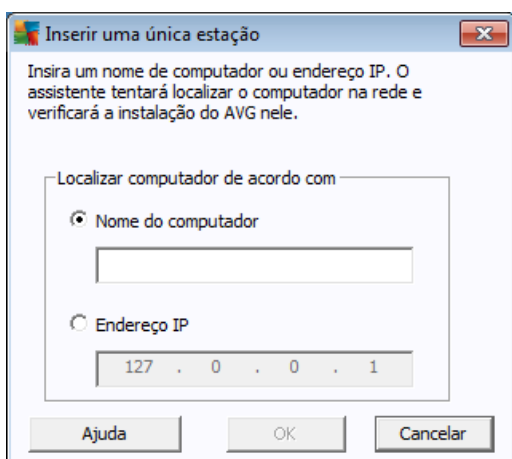 Inserir uma única estação
Insira um nome de computador ou endereço IP. O
assistente tentará localizar o computador na rede e
verificará a instalação do AVG nele.
Localizar computador de acordo com
Nome do computador
Endereço IP
127 . 0 . 0 . 1
Ajuda OK Cancelar